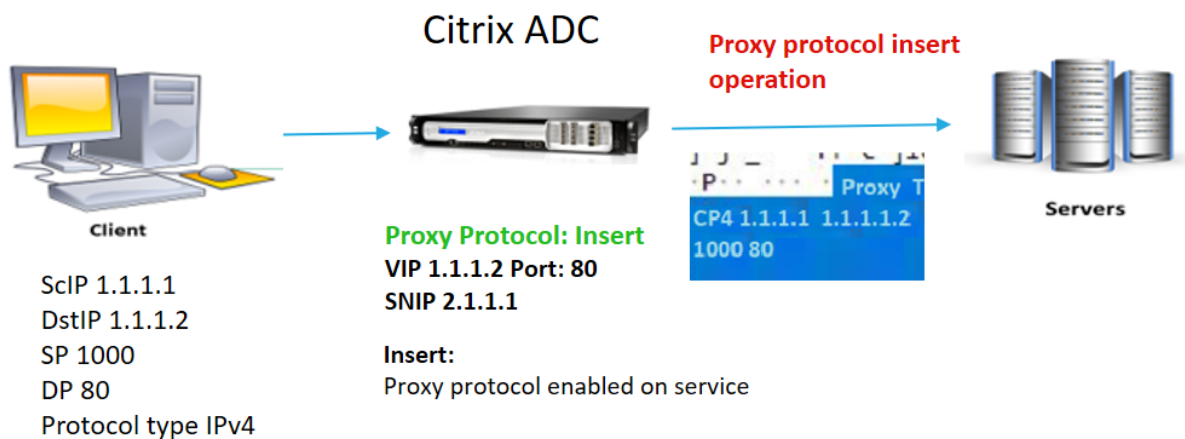 Citrix ADC
Proxy protocol insert
operation
Client
ScIP 1.1.1.1
DstIP 1.1.1.2
SP 1000
DP 80
Protocol type IPv4
Proxy Protocol: Insert
VIP 1.1.1.2 Port: 80
SNIP 2.1.1.1
Insert:
Proxy protocol enabled on service
P
Proxy T
CP4 1.1.1.1 1.1.1.1.2
1000 80
Servers